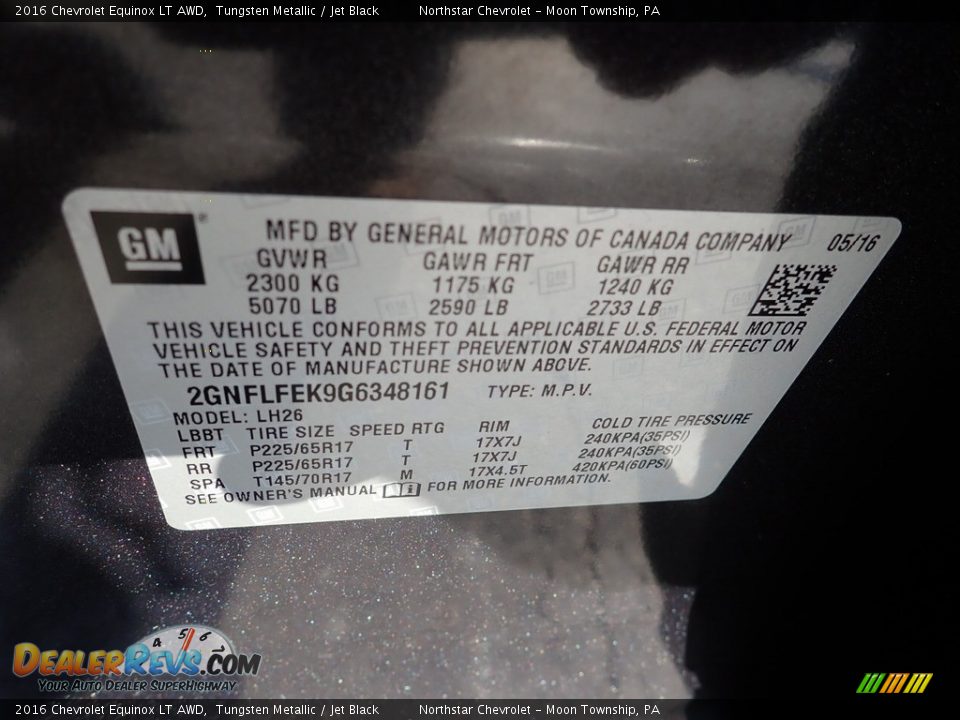 2016 Chevrolet Equinox LT AWD, Tungsten Metallic / Jet Black Northstar Chevrolet - Moon Township, PA
GM MFD BY GENERAL MOTORS OF CANADA COMPANY 05/16
GVWR GAWR FRT GAWR RR
2300 KG 1175 KG 1240 KG
5070 LB 2590 LB 2733 LB
THIS VEHICLE CONFORMS TO ALL APPLICABLE U.S. FEDERAL MOTOR
VEHICLE SAFETY AND THEFT PREVENTION STANDARDS IN EFFECT ON
THE DATE OF MANUFACTURE SHOWN ABOVE.
2GNFLFEK9G6348161 TYPE: M.P.V.
MODEL: LH26
LBBT TIRE SIZE SPEED RTG RIM COLD TIRE PRESSURE
FRT P225/65R17 T 17X7J 240KPA(35PSI)
RR P225/65R17 T 17X7J 240KPA(35PSI)
SPA T145/70R17 M 17X4.5T 420KPA(60PSI)
SEE OWNER'S MANUAL FOR MORE INFORMATION.
4 5 6
DEALERREVS.COM
YOUR AUTO DEALER SUPERHIGHWAY
2016 Chevrolet Equinox LT AWD, Tungsten Metallic / Jet Black Northstar Chevrolet - Moon Township, PA